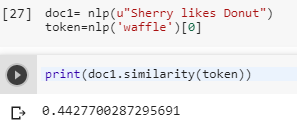 [27] doc1= nlp(u"Sherry likes Donut")
token=nlp('waffle')[0]
print(doc1.similarity(token))
0.4427700287295691